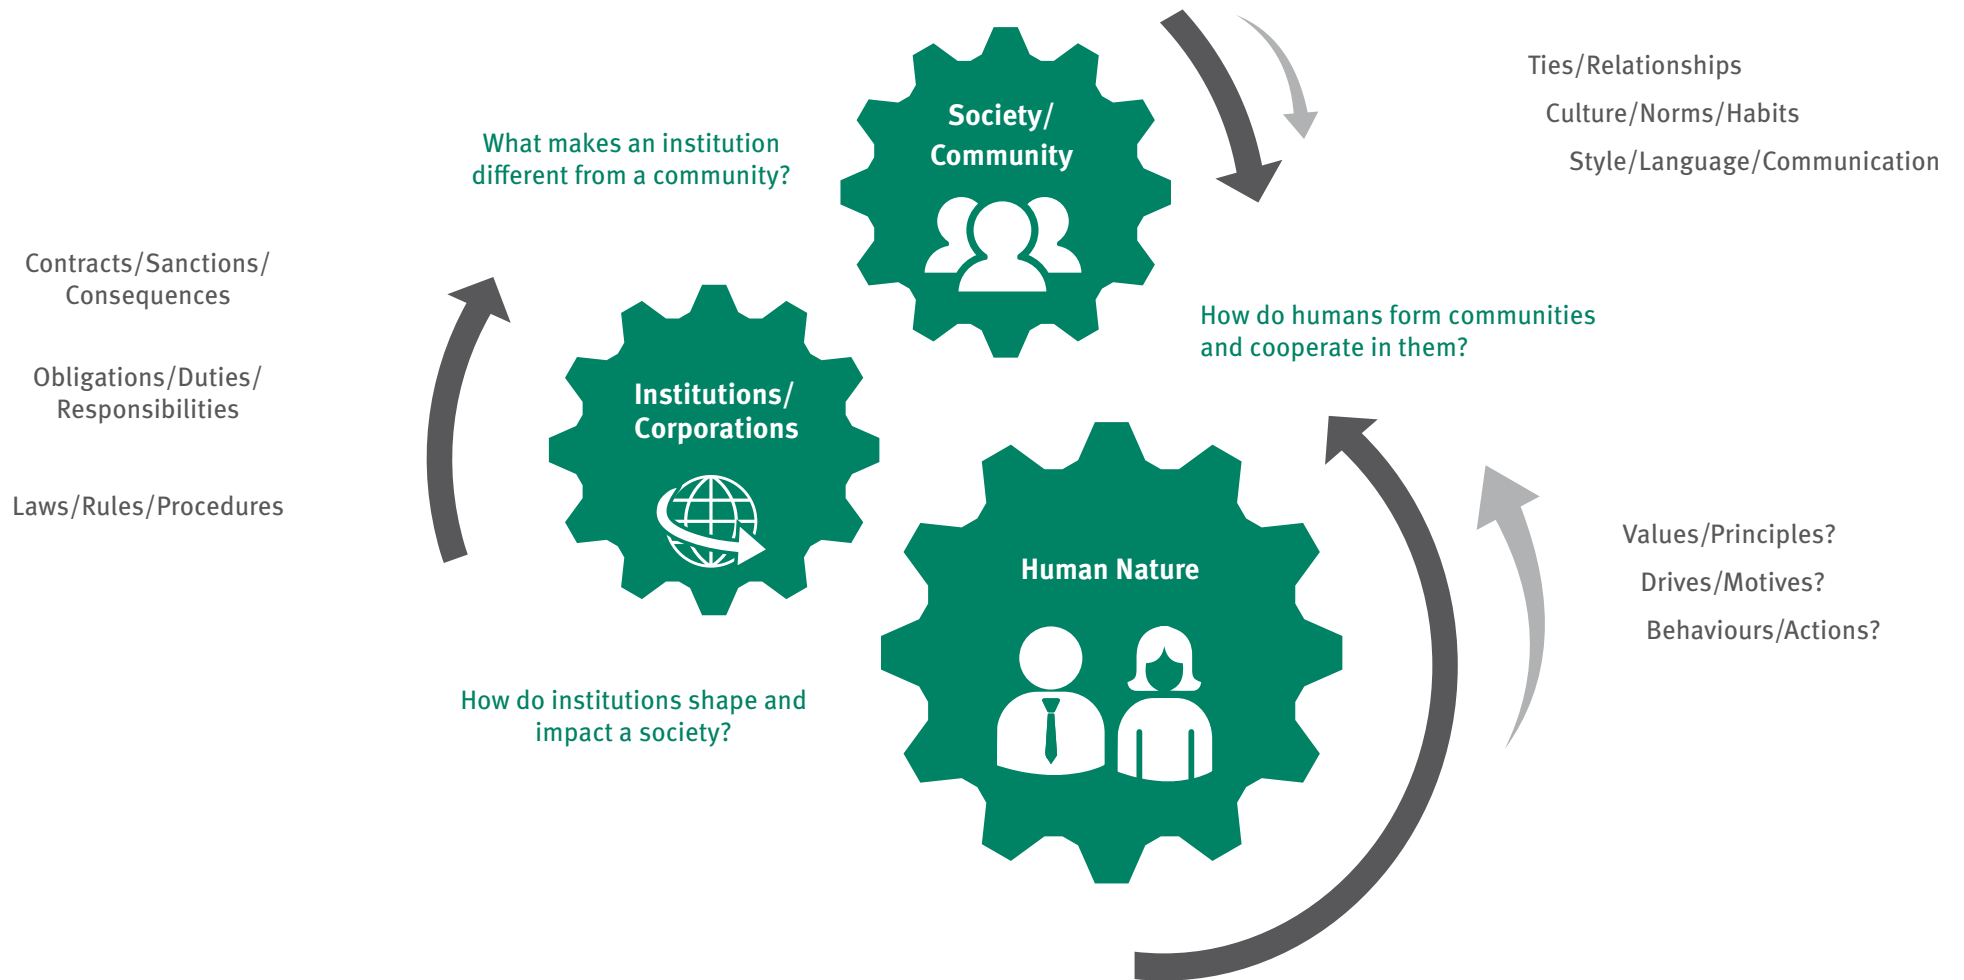 Society/
Community
Ties/Relationships
Culture/Norms/Habits
Style/Language/Communication
What makes an institution
different from a community?
Contracts/Sanctions/
Consequences
Obligations/Duties/
Responsibilities
Laws/Rules/Procedures
Institutions/
Corporations
How do humans form communities
and cooperate in them?
Human Nature
Values/Principles?
Drives/Motives?
Behaviours/Actions?
How do institutions shape and
impact a society?